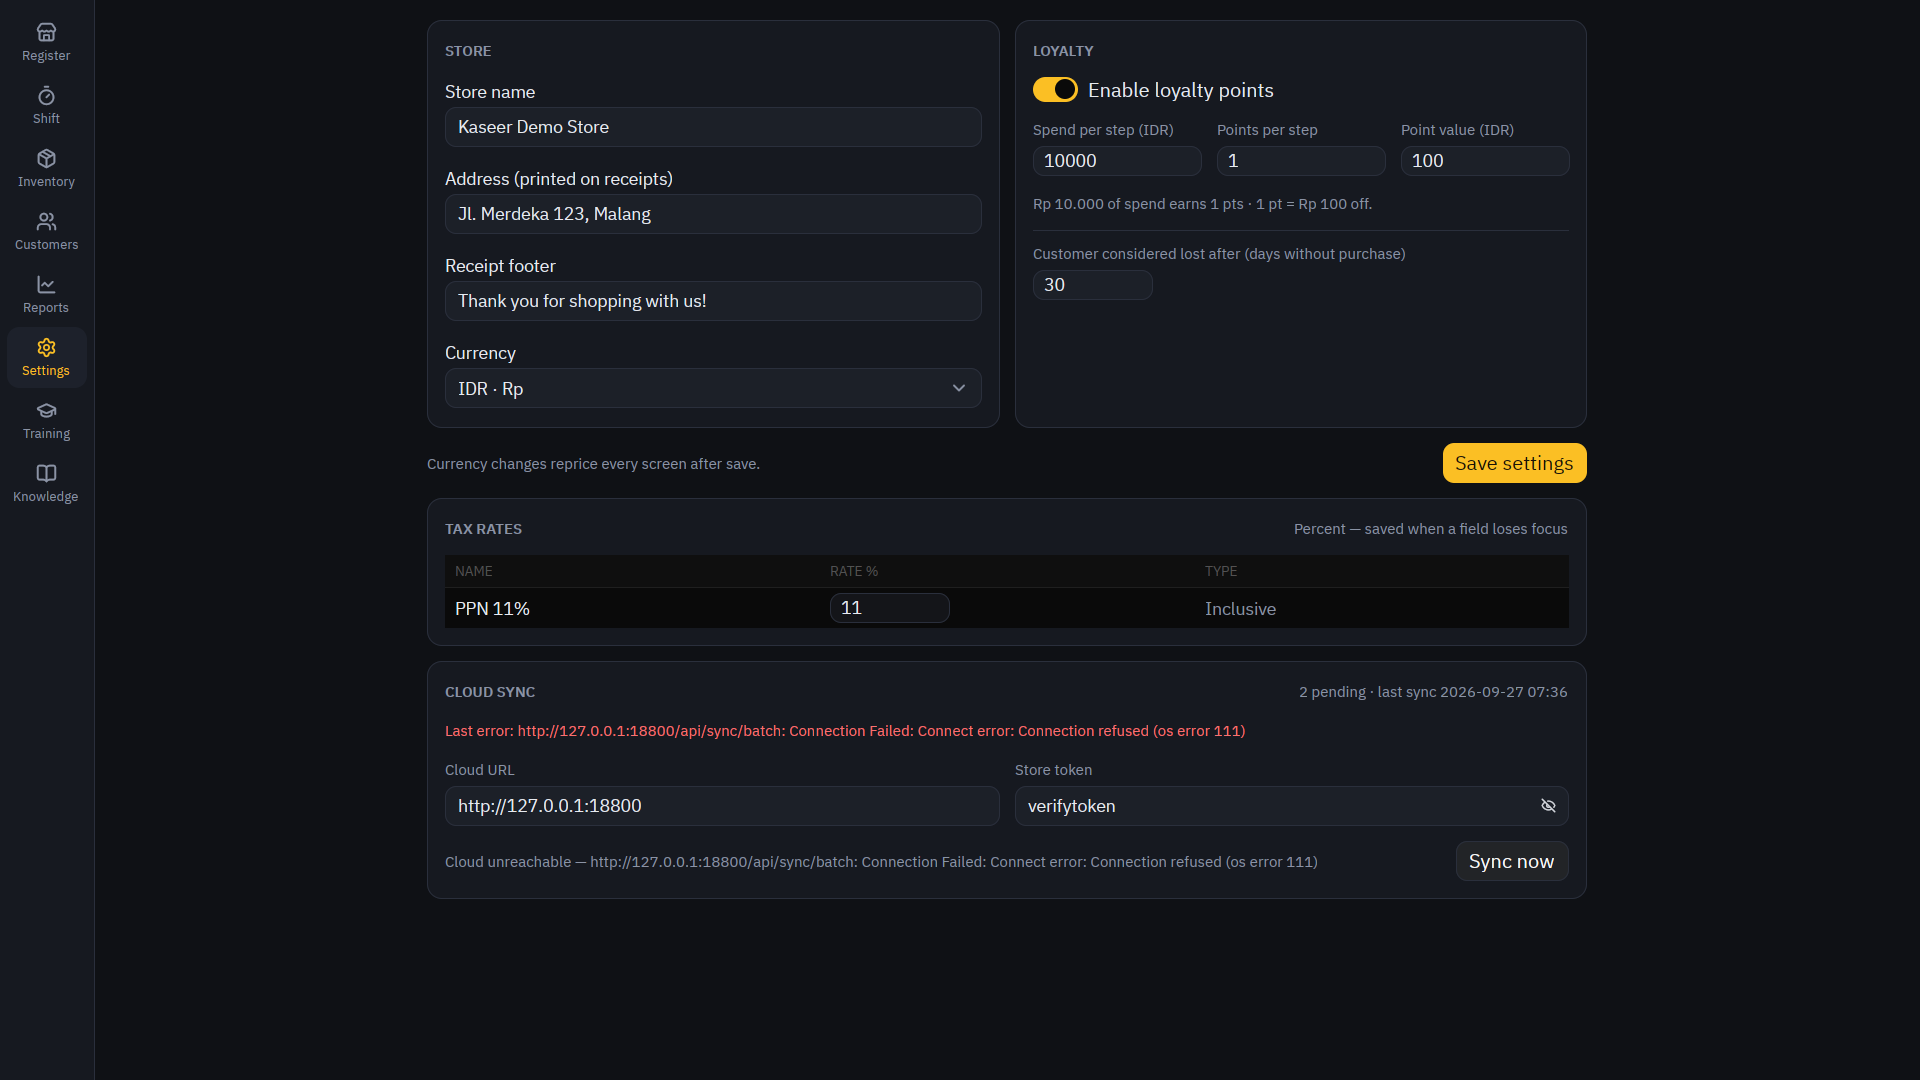 Register
Shift
Inventory
Customers
Reports
Settings
Training
Knowledge
STORE
Store name
Kaseer Demo Store
Address (printed on receipts)
Jl. Merdeka 123, Malang
Receipt footer
Thank you for shopping with us!
Currency
IDR · Rp
LOYALTY
Enable loyalty points
Spend per step (IDR) Points per step Point value (IDR)
10000 1 100
Rp 10.000 of spend earns 1 pts · 1 pt = Rp 100 off.
Customer considered lost after (days without purchase)
30
Currency changes reprice every screen after save.
Save settings
TAX RATES
Percent — saved when a field loses focus
NAME RATE % TYPE
PPN 11% 11 Inclusive
CLOUD SYNC
2 pending · last sync 2026-09-27 07:36
Last error: http://127.0.0.1:18800/api/sync/batch: Connection Failed: Connect error: Connection refused (os error 111)
Cloud URL Store token
http://127.0.0.1:18800 verifytoken
Cloud unreachable — http://127.0.0.1:18800/api/sync/batch: Connection Failed: Connect error: Connection refused (os error 111)
Sync now